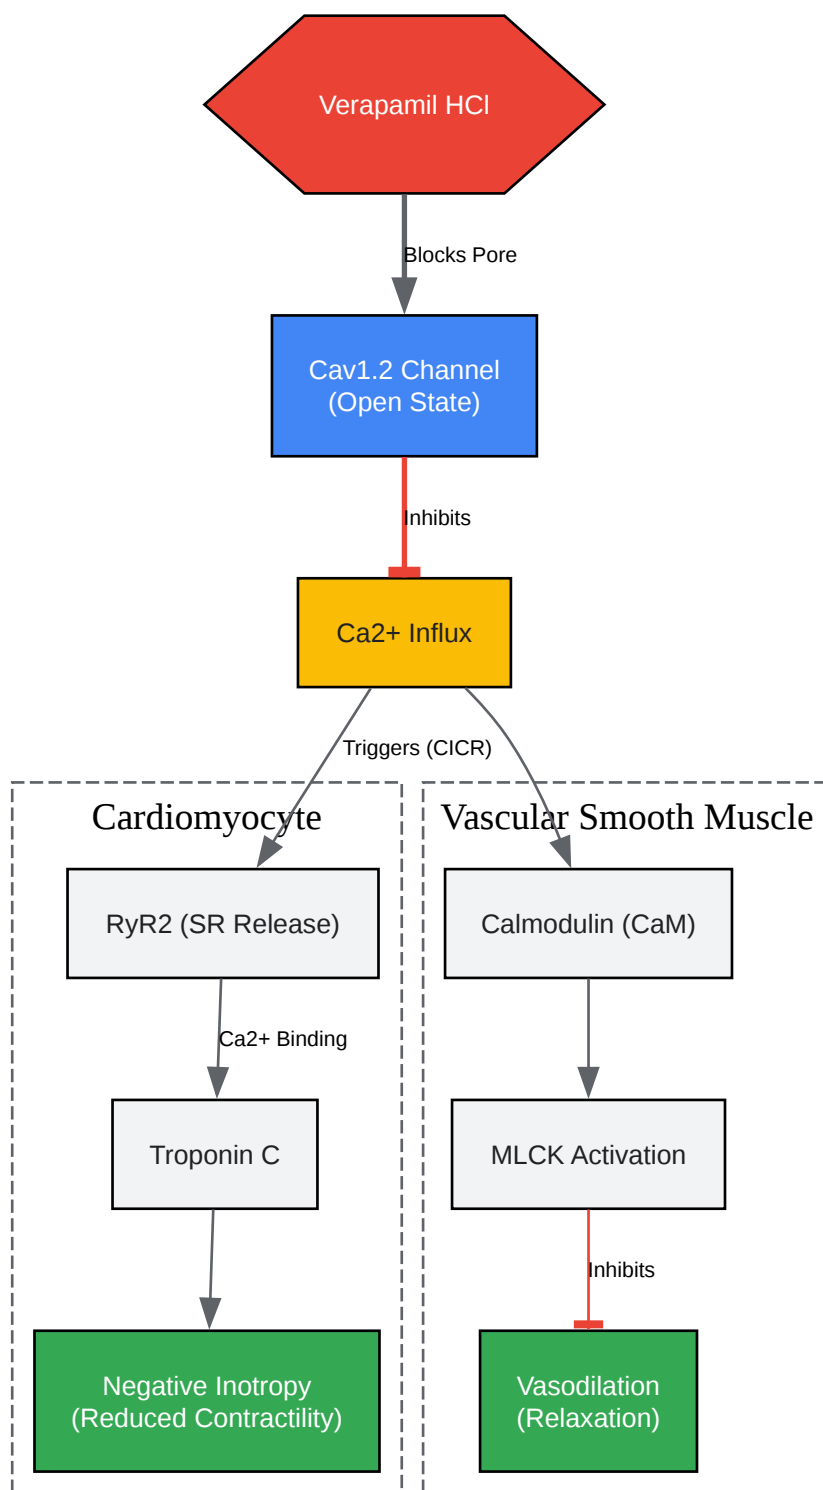 Verapamil HCl
Blocks Pore
Cav1.2 Channel
(Open State)
Inhibits
Ca2+ Influx
Triggers (CICR)
Cardiomyocyte
Vascular Smooth Muscle
RyR2 (SR Release)
Calmodulin (CaM)
Ca2+ Binding
Troponin C
MLCK Activation
Inhibits
Negative Inotropy
(Reduced Contractility)
Vasodilation
(Relaxation)